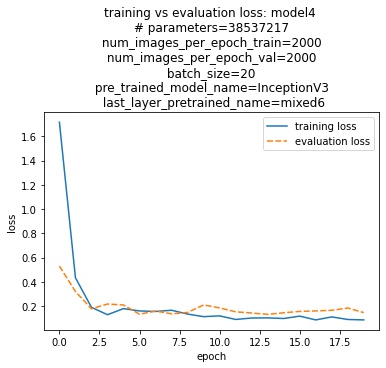 training vs evaluation loss: model4
# parameters=38537217
num_images_per_epoch_train=2000
num_images_per_epoch_val=2000
batch_size=20
pre_trained_model_name=InceptionV3
last_layer_pretrained_name=mixed6
training loss
evaluation loss
1.6
1.4
1.2
1.0
0.8
0.6
0.4
0.2
loss
0.0
2.5
5.0
7.5
10.0
12.5
15.0
17.5
epoch